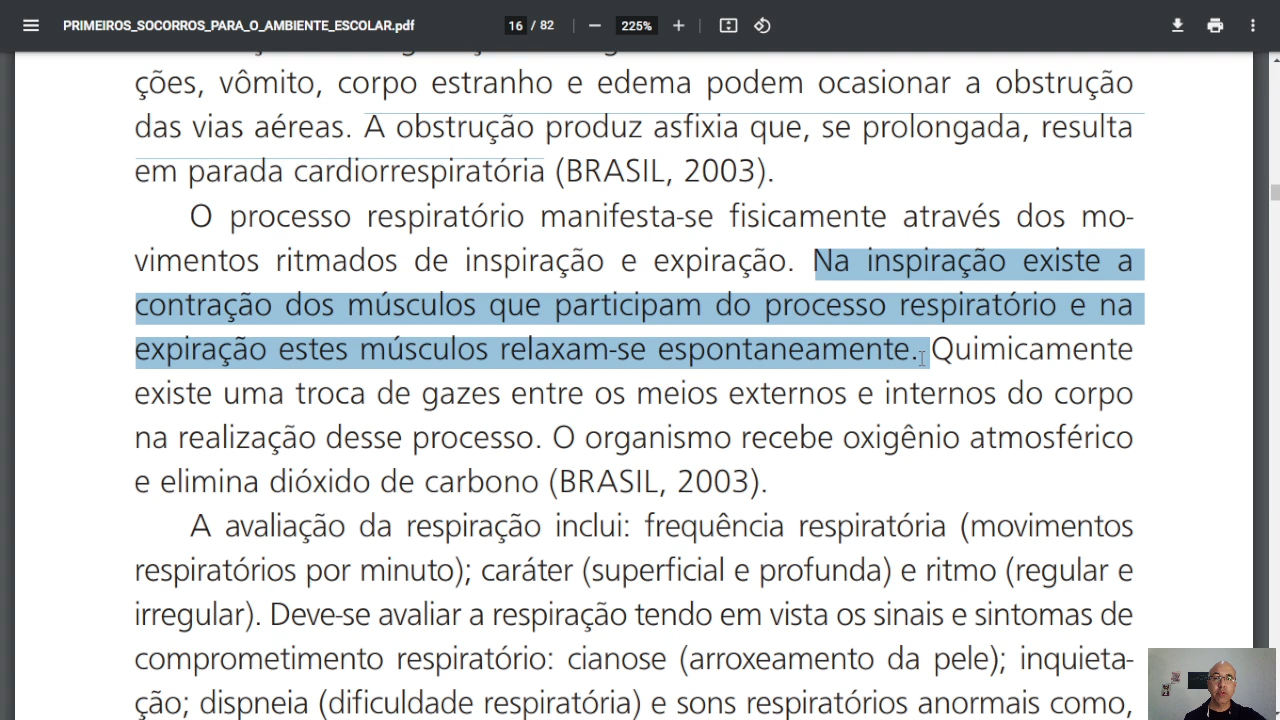 PRIMEIROS_SOCORROS_PARA_O_AMBIENTE_ESCOLAR.pdf
16 / 82
225%
ções, vômito, corpo estranho e edema podem ocasionar a obstrução
das vias aéreas. A obstrução produz asfixia que, se prolongada, resulta
em parada cardiorrespiratória (BRASIL, 2003).
O processo respiratório manifesta-se fisicamente através dos mo-
vimentos ritmados de inspiração e expiração. Na inspiração existe a
contração dos músculos que participam do processo respiratório e na
expiração estes músculos relaxam-se espontaneamente. Quimicamente
existe uma troca de gazes entre os meios externos e internos do corpo
na realização desse processo. O organismo recebe oxigênio atmosférico
e elimina dióxido de carbono (BRASIL, 2003).
A avaliação da respiração inclui: frequência respiratória (movimentos
respiratórios por minuto); caráter (superficial e profunda) e ritmo (regular e
irregular). Deve-se avaliar a respiração tendo em vista os sinais e sintomas de
comprometimento respiratório: cianose (arroxeamento da pele); inquieta-
ção; dispneia (dificuldade respiratória) e sons respiratórios anormais como,